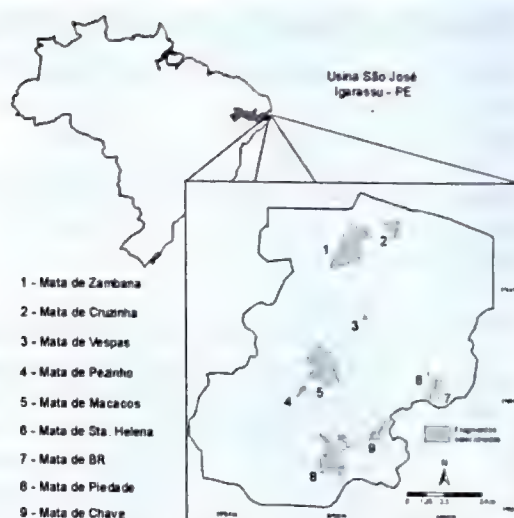 Usina São José
Igarassu - PE
1 - Mata de Zambana
2 - Mata de Cruzinha
3 - Mata de Vespas
4 - Mata de Pezinho
5 - Mata de Macacos
6 - Mata de Sta. Helena
7 - Mata de BR
8 - Mata de Piedade
9 - Mata de Chave
1
2
3
4
5
6
7
8
9
Fragmentos
N